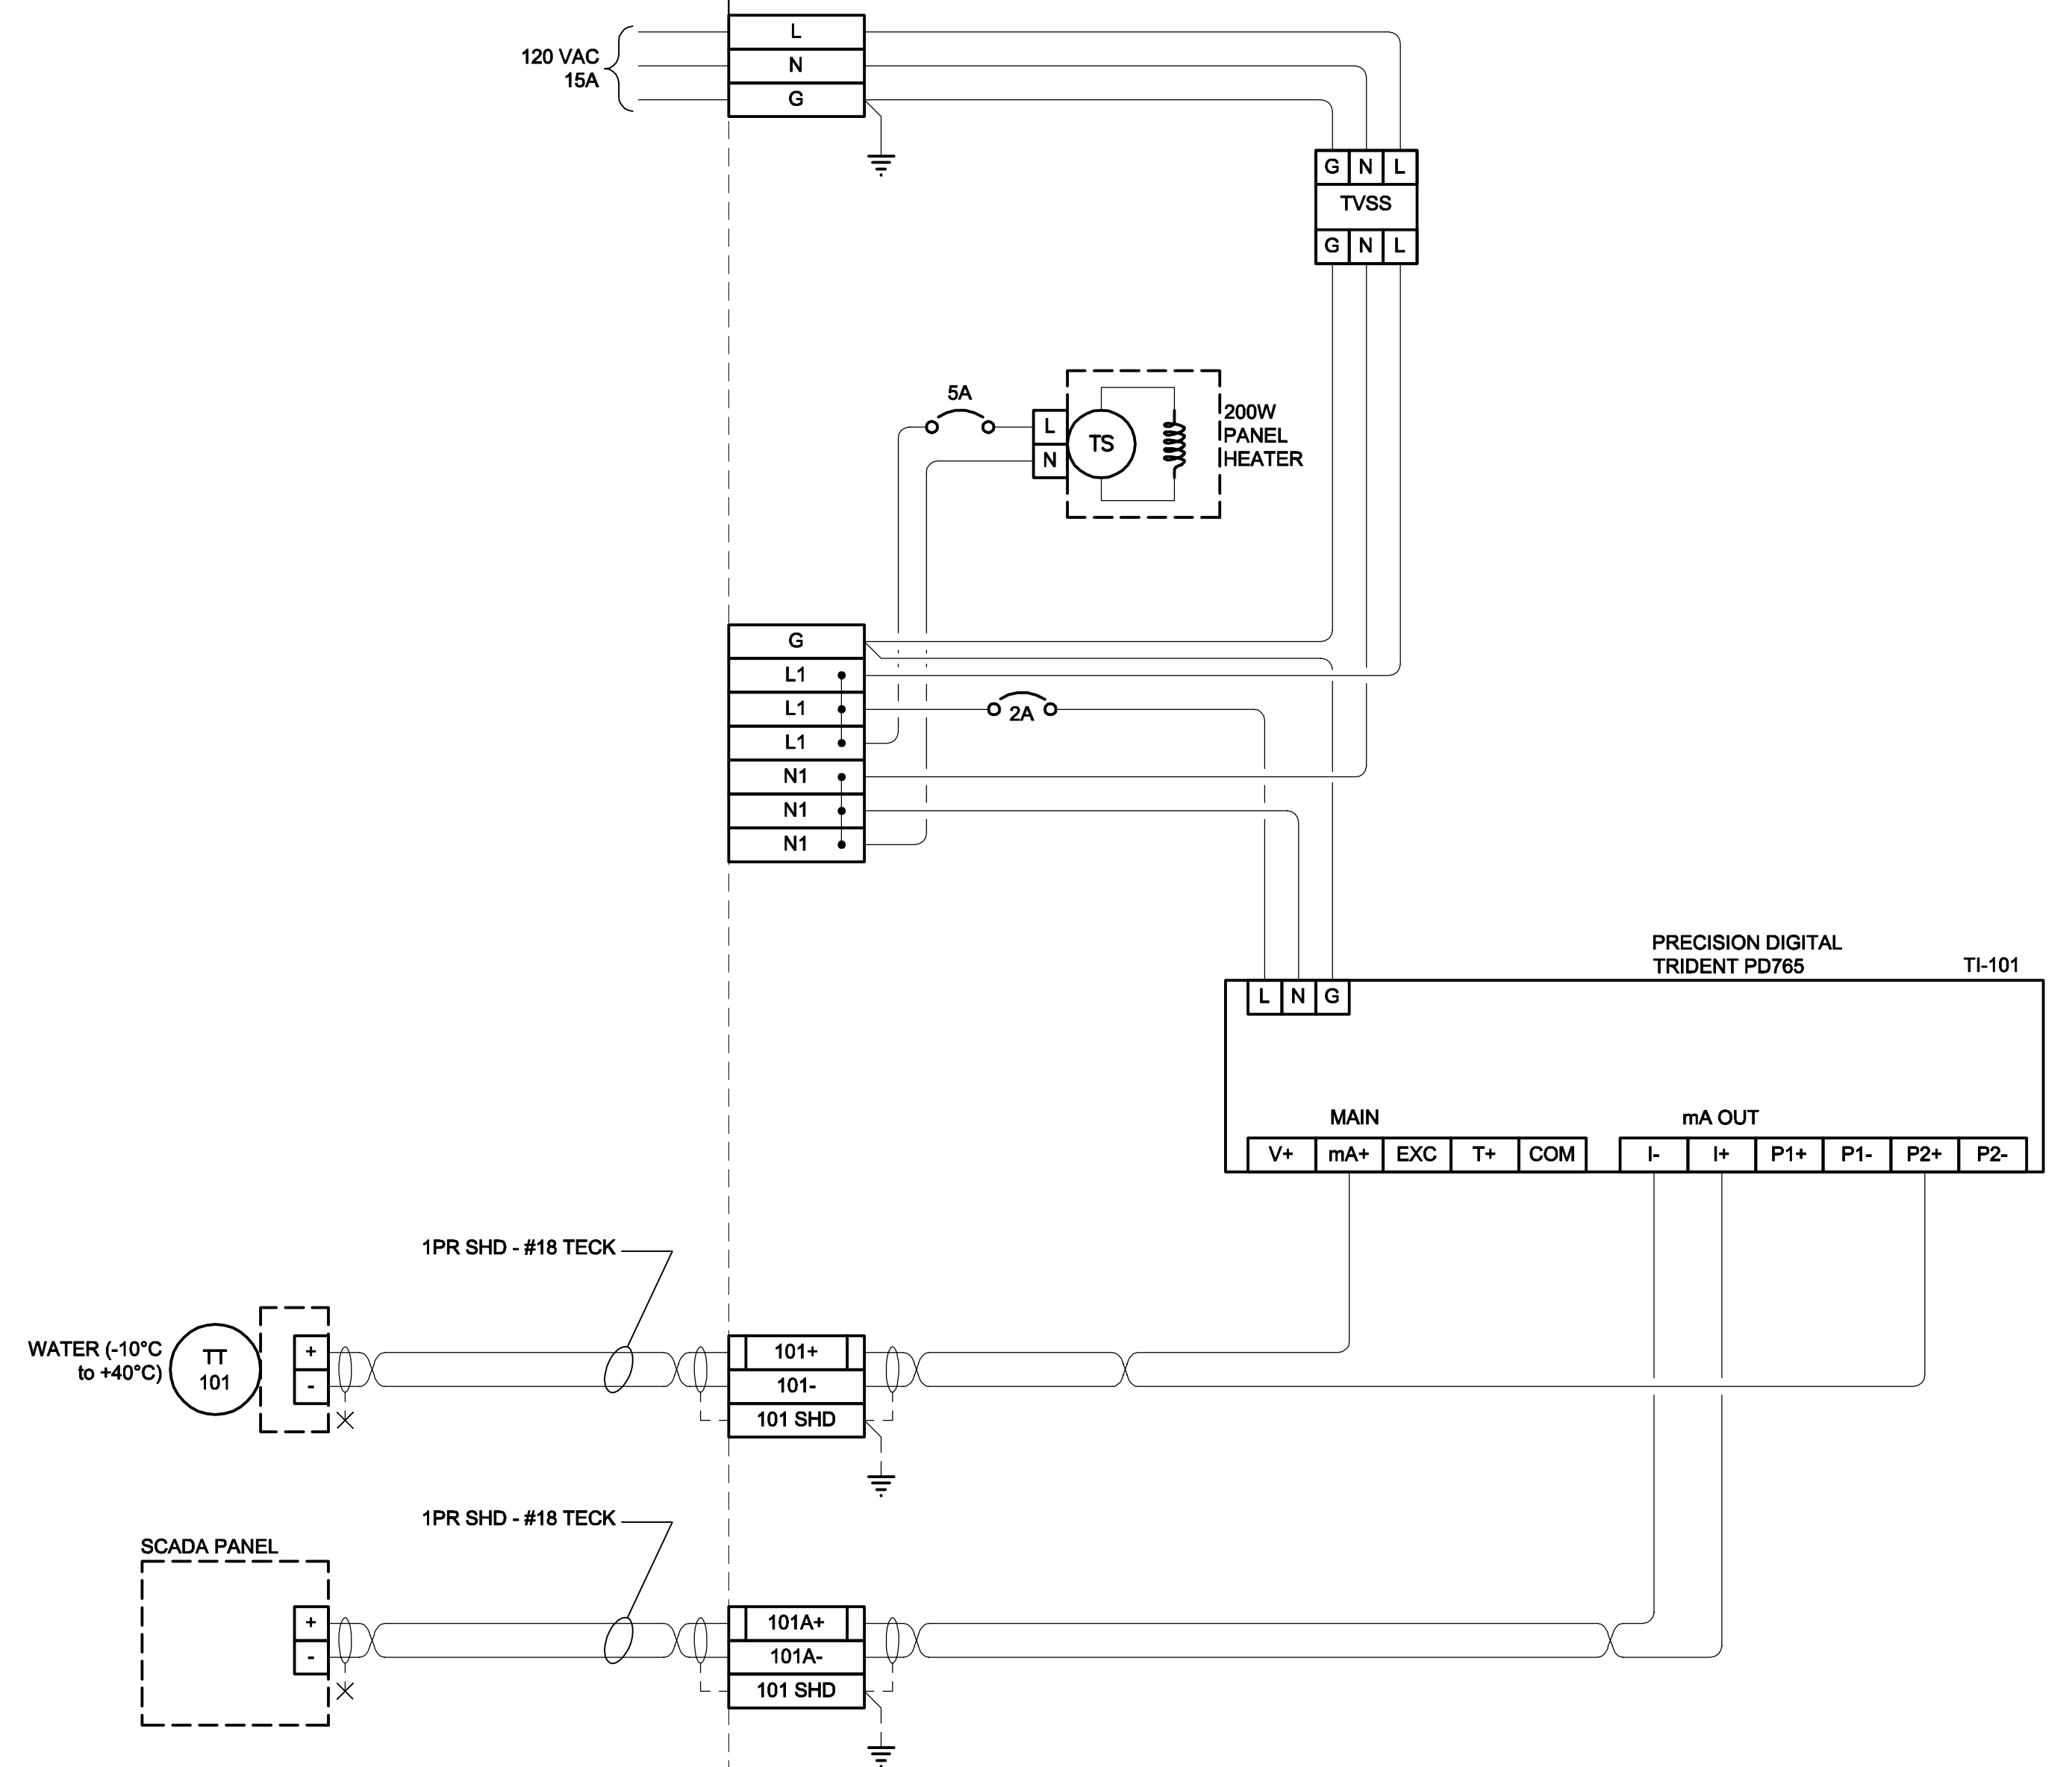 L
120 VAC
15A
N
G
G N L
TVSS
G N L
5A
L
N
TS
200W
PANEL
HEATER
G
L1
L1
2A
L1
N1
N1
N1
PRECISION DIGITAL
TRIDENT PD765
TI-101
L N G
MAIN
mA OUT
V+ mA+ EXC T+ COM
I- I+ P1+ P1- P2+ P2-
1PR SHD - #18 TECK
WATER (-10°C
to +40°C)
TT
101
+
-
101+
101-
101 SHD
1PR SHD - #18 TECK
SCADA PANEL
+
-
101A+
101A-
101 SHD